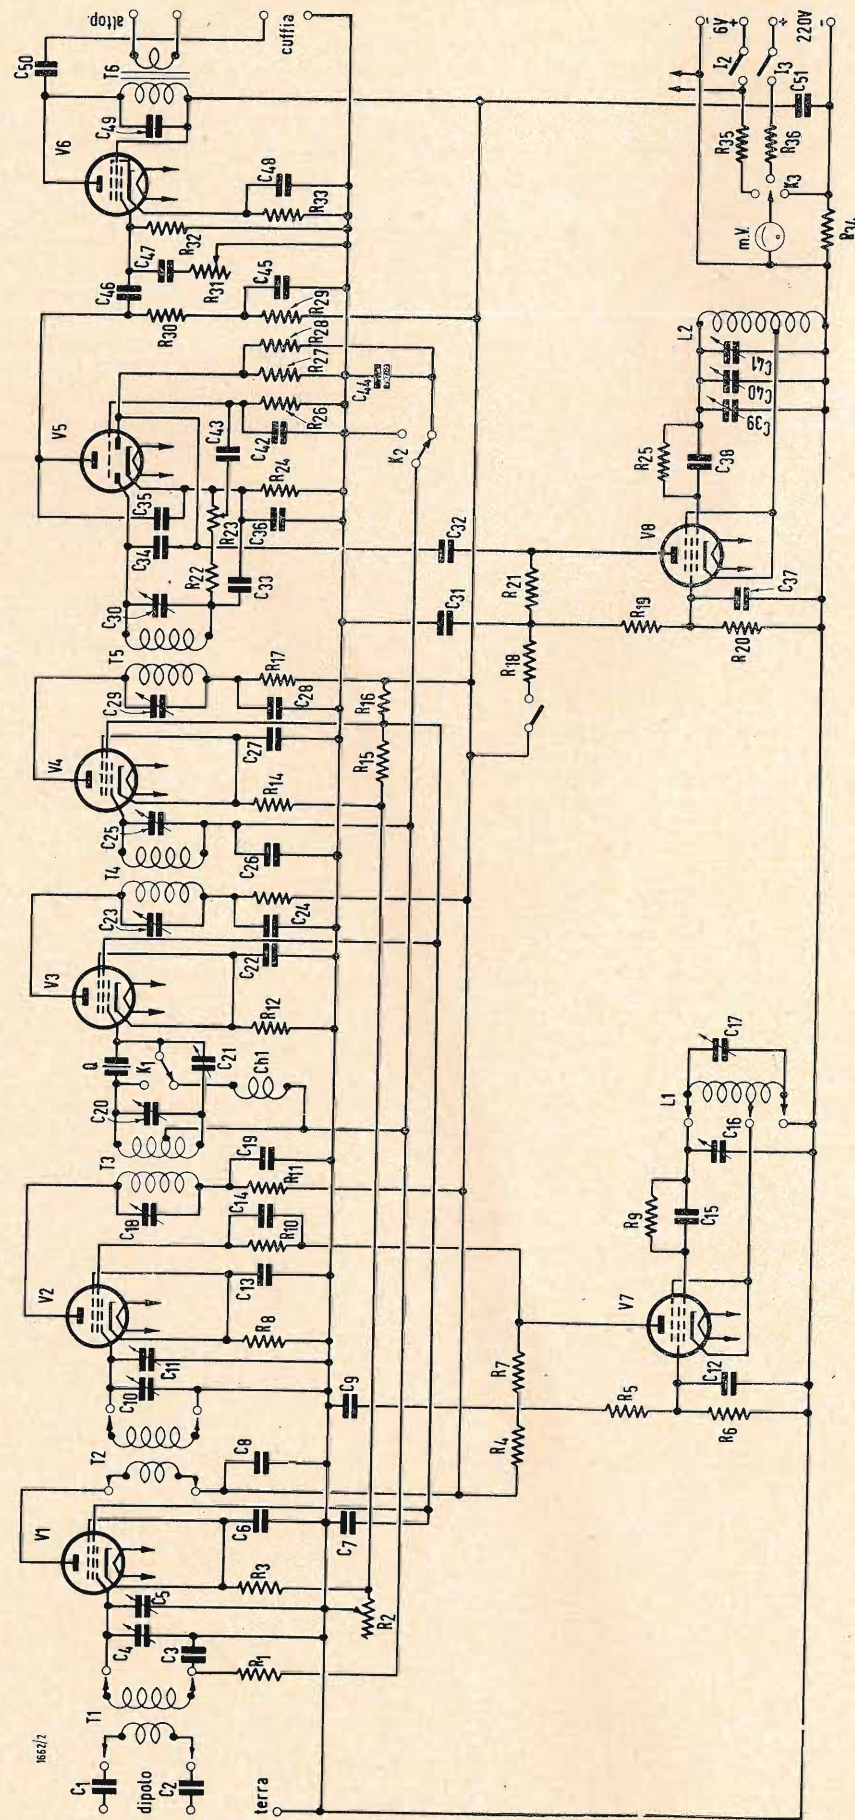 1662/2
C1
dipolo
C2
terra
T1
C4
C3
R1
C5
V1
R3
R2
C6
C7
T2
C8
R4
R7
C9
C10
C11
V2
R8
C13
R10
C14
R11
C19
C18
T3
C20
Q
K1
C21
Ch1
V3
R12
C22
C23
C24
T4
C25
C26
V4
R14
R15
R16
C27
C28
R17
C29
T5
C30
C33
R22
C34
C35
R23
C36
R24
V5
C43
C42
R26
R27
R28
R29
C44
K2
C45
R30
C46
C47
R31
R32
V6
R33
C48
C49
T6
C50
altop.
cuffia
R5
R6
C12
V7
R9
C15
C16
L1
C17
R18
R21
C31
C32
R19
R20
C37
V8
R25
C38
C39
C40
C41
L2
R34
m.V.
K3
R35
R36
I2
I3
C51
-
6V
+
+
220V
-